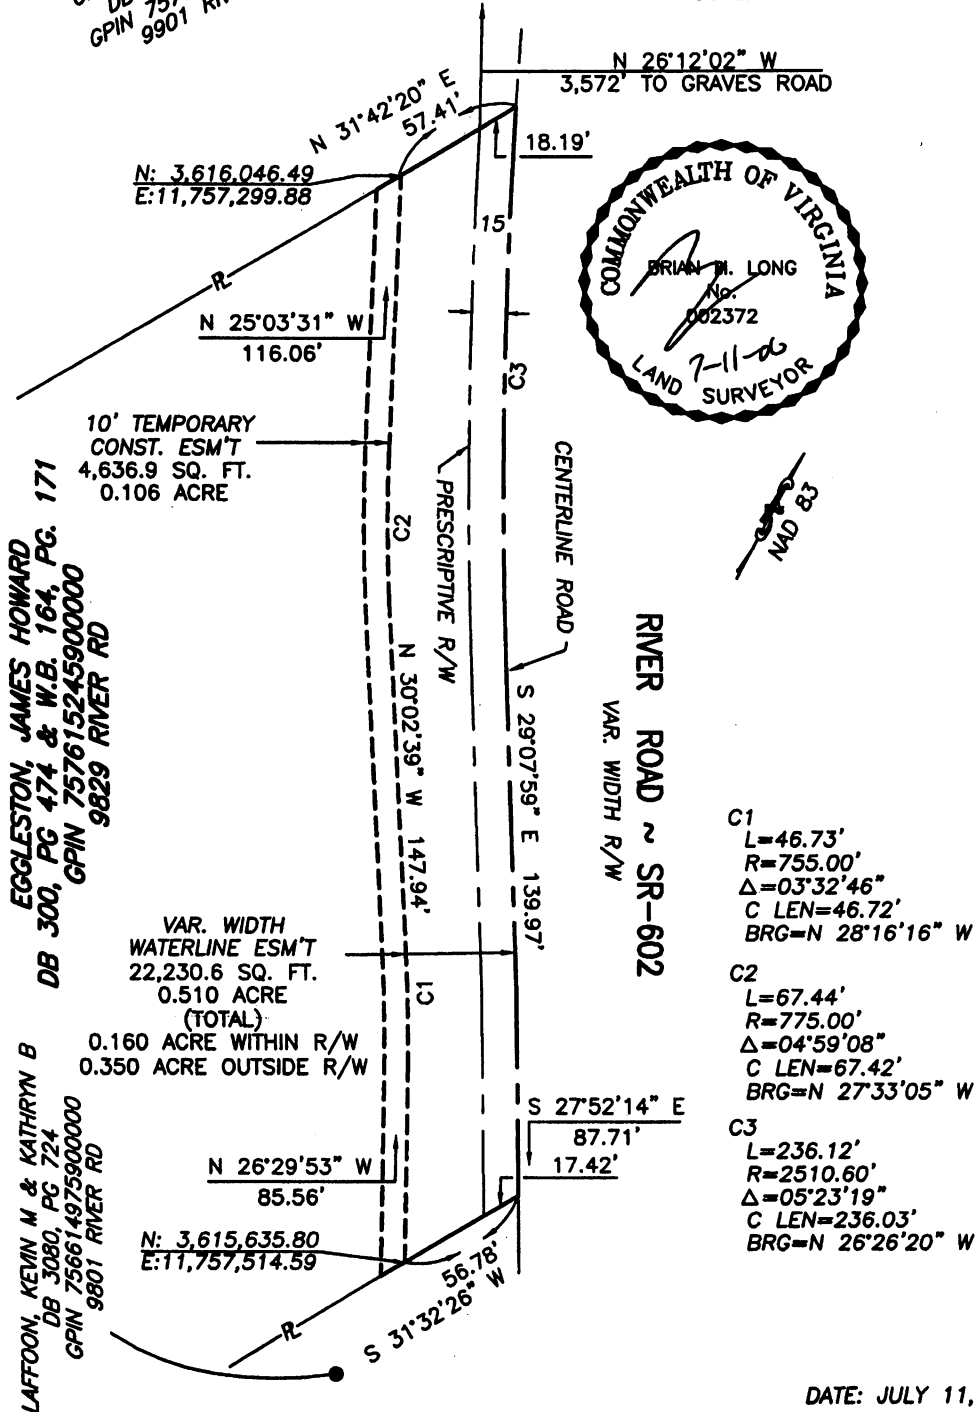 GPIN 757
9901 RI
N 26°12'02" W
3,572' TO GRAVES ROAD
N 31°42'20" E
57.41'
18.19'
N: 3,616,046.49
E:11,757,299.88
15
COMMONWEALTH OF VIRGINIA
BRIAN M. LONG
No.
002372
7-11-06
LAND SURVEYOR
PL
N 25°03'31" W
116.06'
C3
10' TEMPORARY
CONST. ESM'T
4,636.9 SQ. FT.
0.106 ACRE
C2
PRESCRIPTIVE R/W
CENTERLINE ROAD
NAD 83
EGGLESTON, JAMES HOWARD
DB 300, PG 474 & W.B. 164, PG. 171
GPIN 757615245900000
9829 RIVER RD
N 30°02'39" W 147.94'
S 29°07'59" E 139.97'
RIVER ROAD ~ SR-602
VAR. WIDTH R/W
VAR. WIDTH
WATERLINE ESM'T
22,230.6 SQ. FT.
0.510 ACRE
(TOTAL)
0.160 ACRE WITHIN R/W
0.350 ACRE OUTSIDE R/W
C1
C1
L=46.73'
R=755.00'
Δ=03°32'46"
C LEN=46.72'
BRG=N 28°16'16" W
C2
L=67.44'
R=775.00'
Δ=04°59'08"
C LEN=67.42'
BRG=N 27°33'05" W
C3
L=236.12'
R=2510.60'
Δ=05°23'19"
C LEN=236.03'
BRG=N 26°26'20" W
S 27°52'14" E
87.71'
17.42'
N 26°29'53" W
85.56'
N: 3,615,635.80
E:11,757,514.59
56.78'
S 31°32'26" W
PL
LAFFOON, KEVIN M & KATHRYN B
DB 3080, PG 724
GPIN 756614975900000
9801 RIVER RD
DATE: JULY 11,